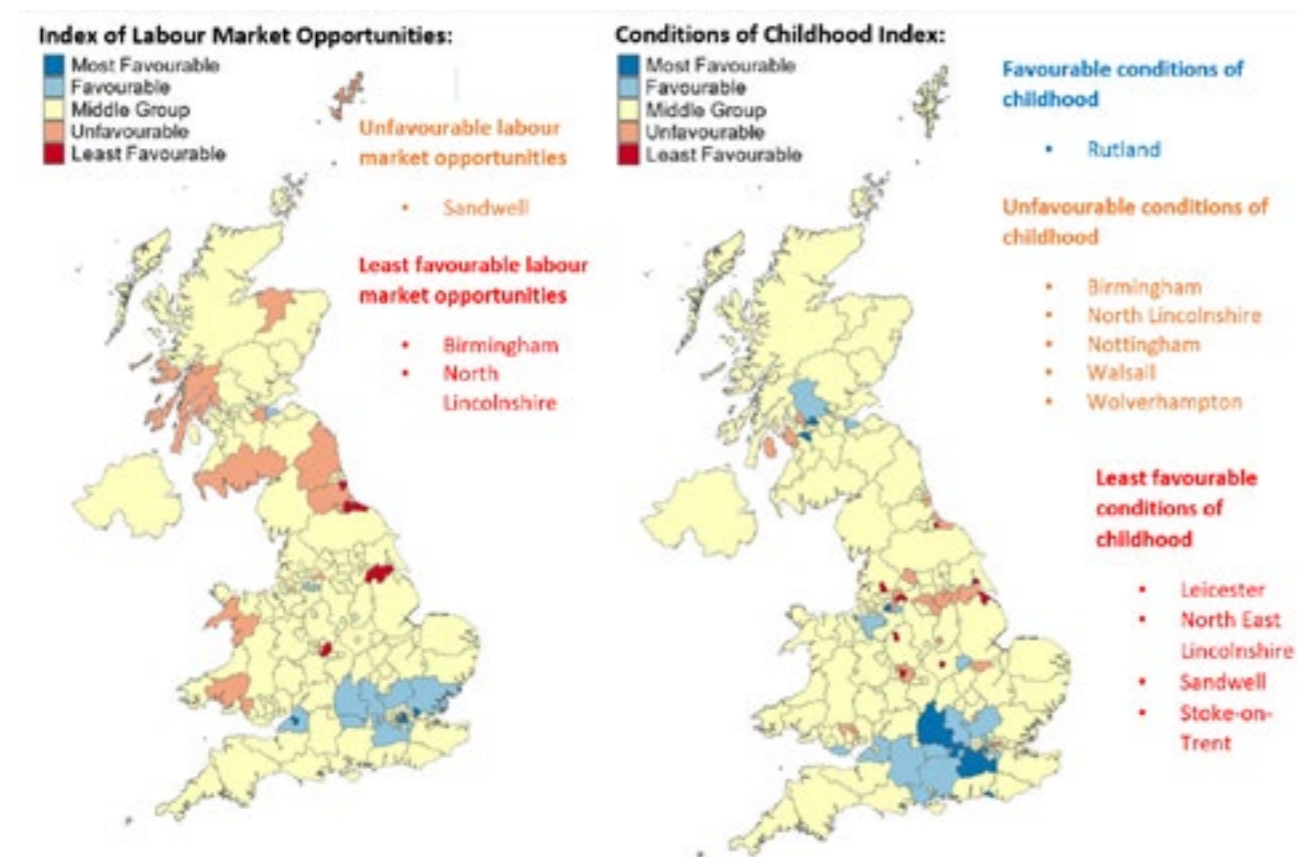 Index of Labour Market Opportunities:
Most Favourable
Favourable
Middle Group
Unfavourable
Least Favourable
Unfavourable labour
market opportunities
• Sandwell
Least favourable labour
market opportunities
• Birmingham
• North
Lincolnshire
Conditions of Childhood Index:
Most Favourable
Favourable
Middle Group
Unfavourable
Least Favourable
Favourable conditions of
childhood
• Rutland
Unfavourable conditions of
childhood
• Birmingham
• North Lincolnshire
• Nottingham
• Walsall
• Wolverhampton
Least favourable
conditions of
childhood
• Leicester
• North East
Lincolnshire
• Sandwell
• Stoke-on-
Trent